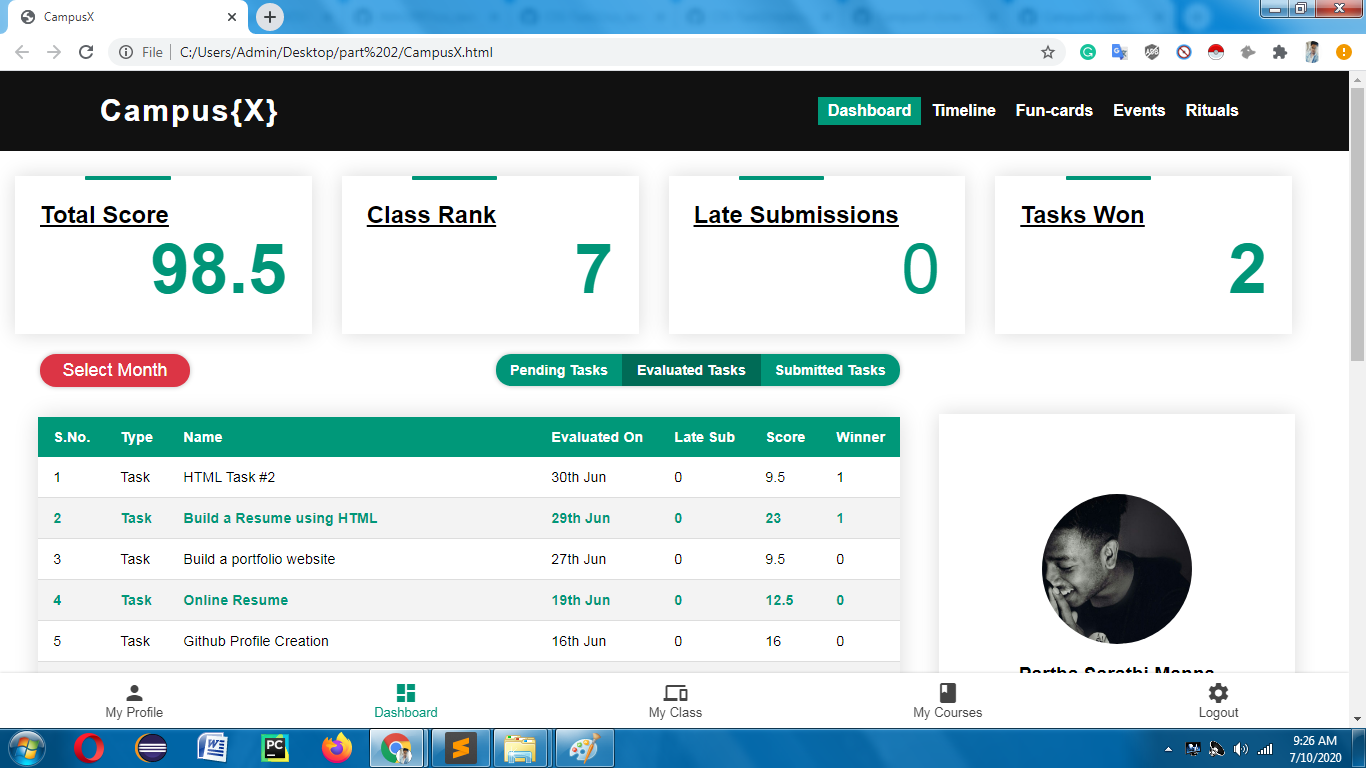 CampusX
File
C:/Users/Admin/Desktop/part%202/CampusX.html
Campus{X}
Dashboard Timeline Fun-cards Events Rituals
Total Score Class Rank Late Submissions Tasks Won
98.5 7 0 2
Select Month Pending Tasks Evaluated Tasks Submitted Tasks
S.No. Type Name Evaluated On Late Sub Score Winner
1 Task HTML Task #2 30th Jun 0 9.5 1
2 Task Build a Resume using HTML 29th Jun 0 23 1
3 Task Build a portfolio website 27th Jun 0 9.5 0
4 Task Online Resume 19th Jun 0 12.5 0
5 Task Github Profile Creation 16th Jun 0 16 0
My Profile Dashboard My Class My Courses Logout
9:26 AM
7/10/2020